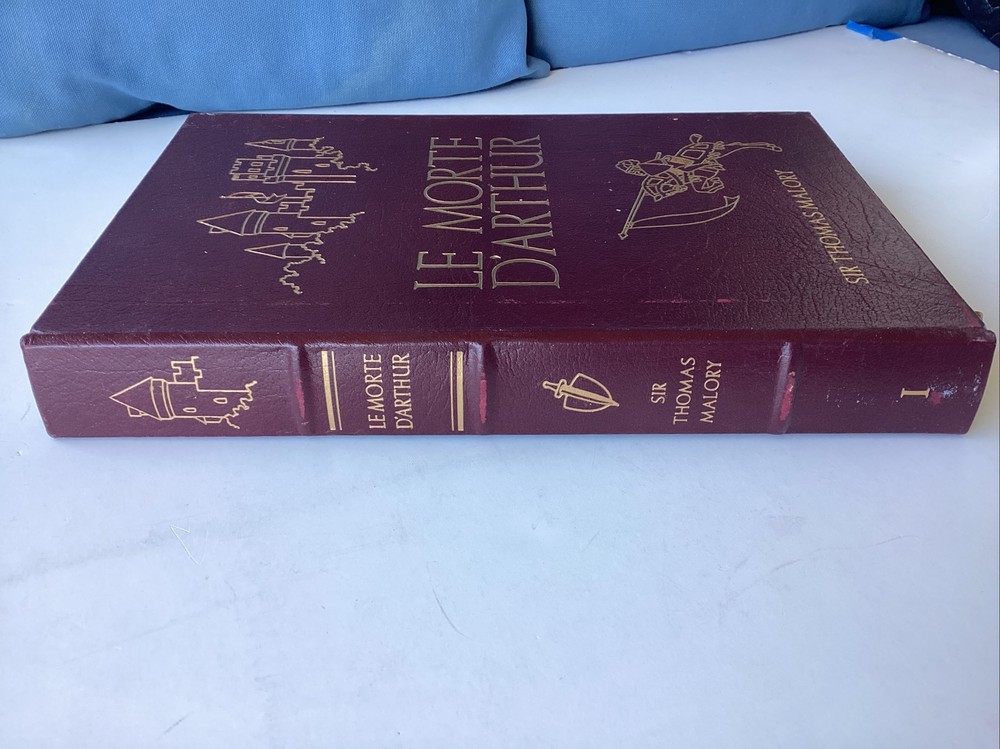 LE MORTE
D'ARTHUR
SIR THOMAS MALORY
LE MORTE
D'ARTHUR
SIR
THOMAS
MALORY
I